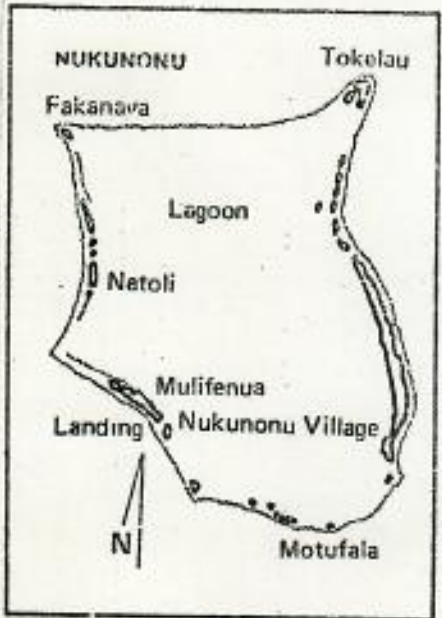 NUKUNONU
Tokelau
Fakanava
Lagoon
Natoli
Mulifenua
Landing
Nukunonu Village
N
Motufala